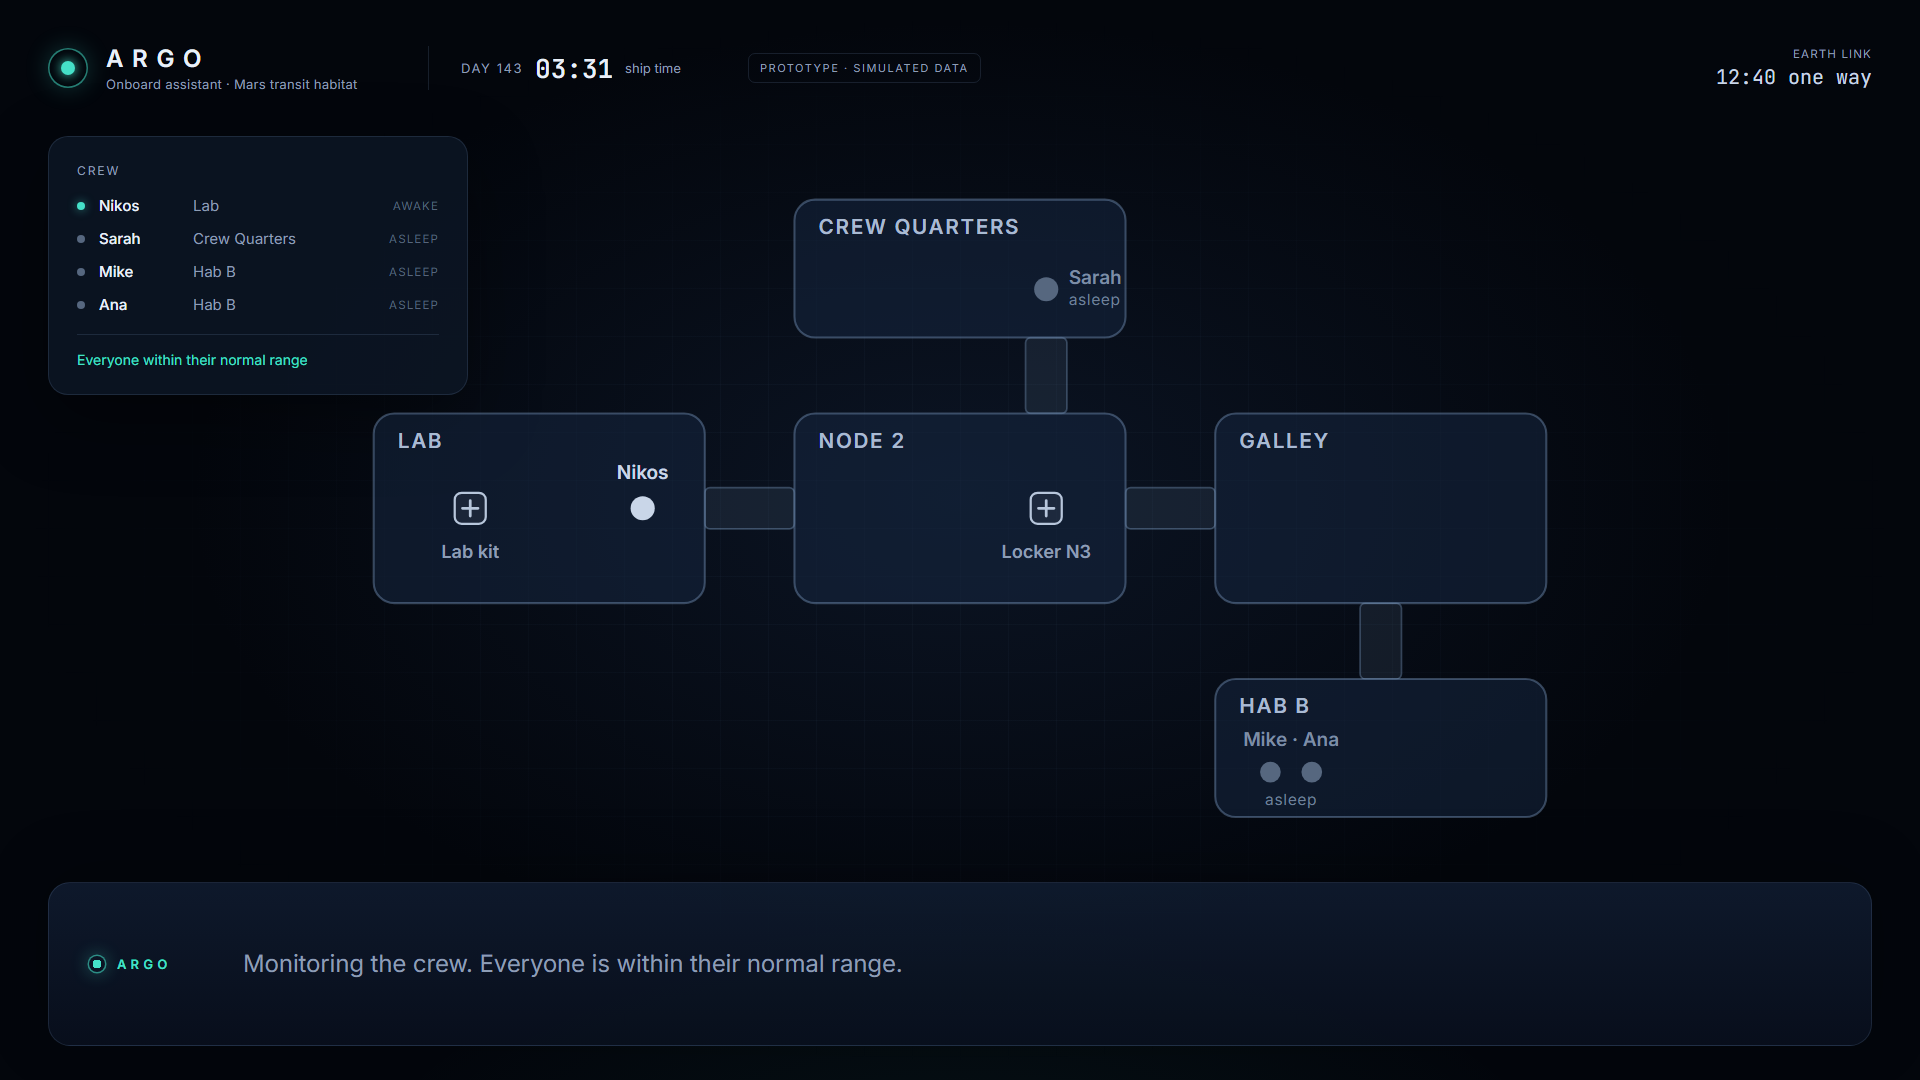 ARGO
Onboard assistant · Mars transit habitat
DAY 143 03:31 ship time
PROTOTYPE · SIMULATED DATA
EARTH LINK
12:40 one way
CREW
Nikos Lab AWAKE
Sarah Crew Quarters ASLEEP
Mike Hab B ASLEEP
Ana Hab B ASLEEP
Everyone within their normal range
CREW QUARTERS
Sarah
asleep
LAB
Nikos
Lab kit
NODE 2
Locker N3
GALLEY
HAB B
Mike · Ana
asleep
ARGO
Monitoring the crew. Everyone is within their normal range.